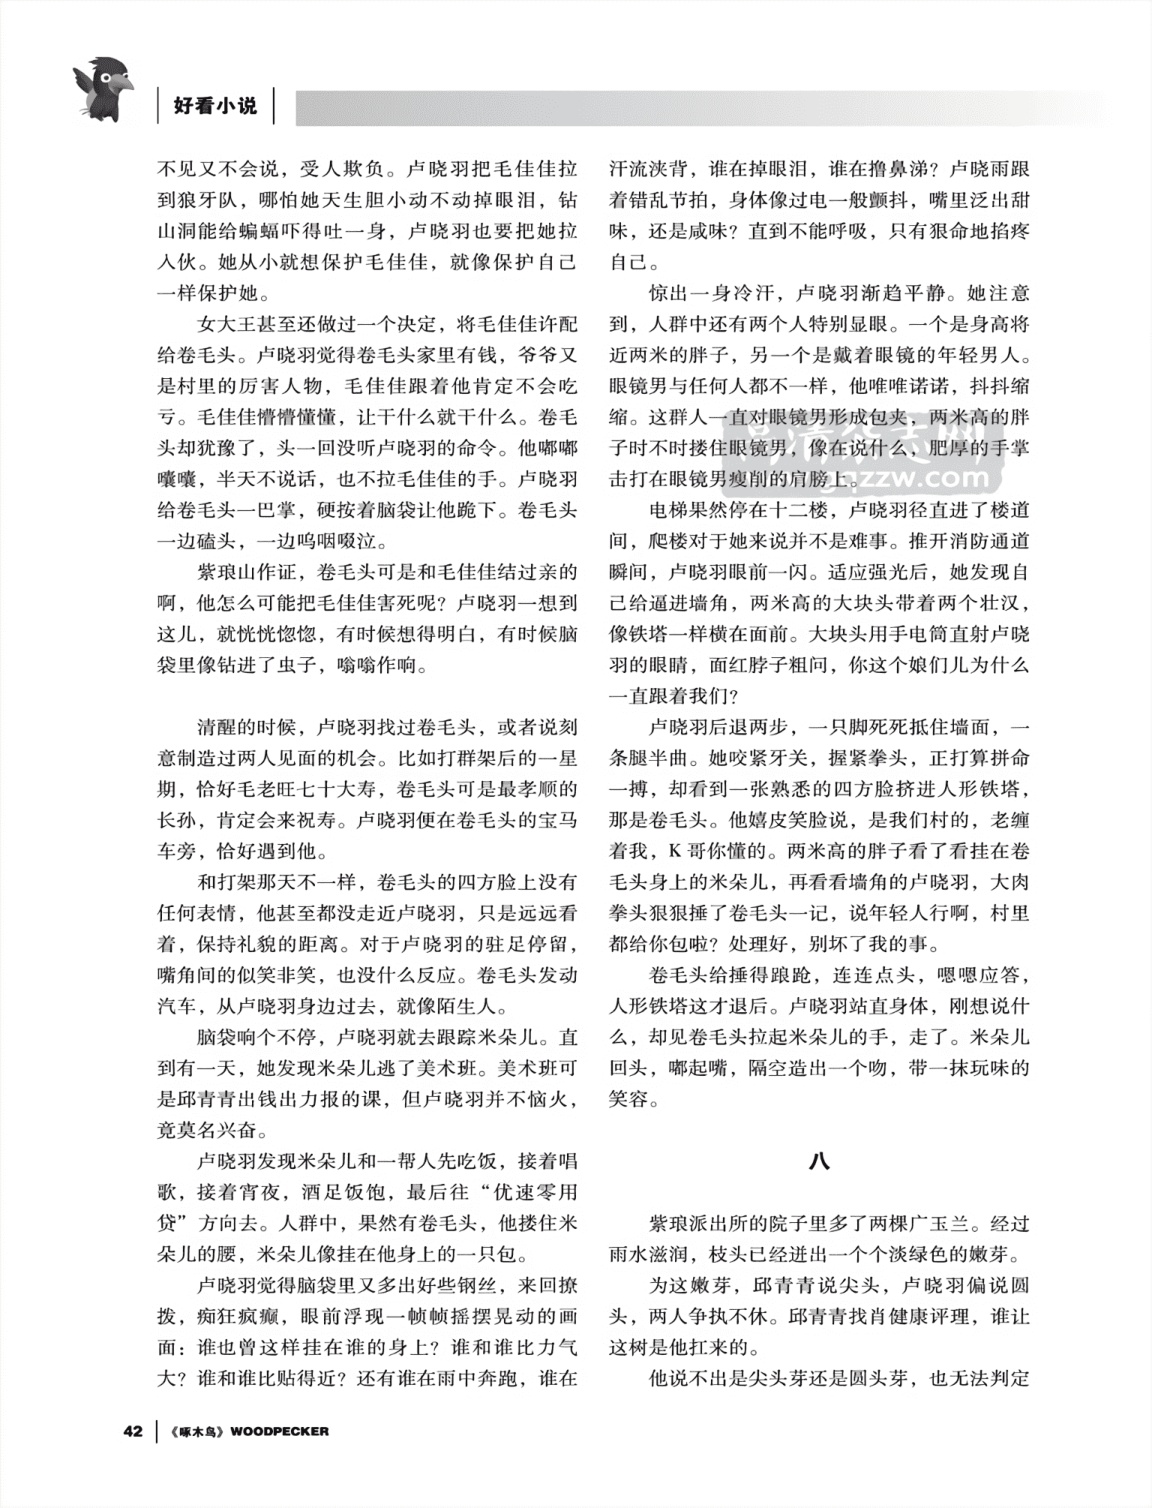 好看小说
不见又不会说，受人欺负。卢晓羽把毛佳佳拉
到狼牙队，哪怕她天生胆小动不动掉眼泪，钻
山洞能给蝙蝠吓得吐一身，卢晓羽也要把她拉
入伙。她从小就想保护毛佳佳，就像保护自己
一样保护她。
女大王甚至还做过一个决定，将毛佳佳许配
给卷毛头。卢晓羽觉得卷毛头家里有钱，爷爷又
是村里的厉害人物，毛佳佳跟着他肯定不会吃
亏。毛佳佳懵懵懂懂，让干什么就干什么。卷毛
头却犹豫了，头一回没听卢晓羽的命令。他嘟嘟
囔囔，半天不说话，也不拉毛佳佳的手。卢晓羽
给卷毛头一巴掌，硬按着脑袋让他跪下。卷毛头
一边磕头，一边呜咽啜泣。
紫琅山作证，卷毛头可是和毛佳佳结过亲的
啊，他怎么可能把毛佳佳害死呢？卢晓羽一想到
这儿，就恍恍惚惚，有时候想得明白，有时候脑
袋里像钻进了虫子，嗡嗡作响。
清醒的时候，卢晓羽找过卷毛头，或者说刻
意制造过两人见面的机会。比如打群架后的一星
期，恰好毛老旺七十大寿，卷毛头可是最孝顺的
长孙，肯定会来祝寿。卢晓羽便在卷毛头的宝马
车旁，恰好遇到他。
和打架那天不一样，卷毛头的四方脸上没有
任何表情，他甚至都没走近卢晓羽，只是远远看
着，保持礼貌的距离。对于卢晓羽的驻足停留，
嘴角间的似笑非笑，也没什么反应。卷毛头发动
汽车，从卢晓羽身边过去，就像陌生人。
脑袋响个不停，卢晓羽就去跟踪米朵儿。直
到有一天，她发现米朵儿逃了美术班。美术班可
是邱青青出钱出力报的课，但卢晓羽并不恼火，
竟莫名兴奋。
卢晓羽发现米朵儿和一帮人先吃饭，接着唱
歌，接着宵夜，酒足饭饱，最后往“优速零用
贷”方向去。人群中，果然有卷毛头，他搂住米
朵儿的腰，米朵儿像挂在他身上的一只包。
卢晓羽觉得脑袋里又多出好些钢丝，来回撩
拨，痴狂疯癫，眼前浮现一帧帧摇摆晃动的画
面：谁也曾这样挂在谁的身上？谁和谁比力气
大？谁和谁比贴得近？还有谁在雨中奔跑，谁在
汗流浃背，谁在掉眼泪，谁在撸鼻涕？卢晓雨跟
着错乱节拍，身体像过电一般颤抖，嘴里泛出甜
味，还是咸味？直到不能呼吸，只有狠命地掐疼
自己。
惊出一身冷汗，卢晓羽渐趋平静。她注意
到，人群中还有两个人特别显眼。一个是身高将
近两米的胖子，另一个是戴着眼镜的年轻男人。
眼镜男与任何人都不一样，他唯唯诺诺，抖抖缩
缩。这群人一直对眼镜男形成包夹，两米高的胖
子时不时搂住眼镜男，像在说什么，肥厚的手掌
击打在眼镜男瘦削的肩膀上。
电梯果然停在十二楼，卢晓羽径直进了楼道
间，爬楼对于她来说并不是难事。推开消防通道
瞬间，卢晓羽眼前一闪。适应强光后，她发现自
己给逼进墙角，两米高的大块头带着两个壮汉，
像铁塔一样横在面前。大块头用手电筒直射卢晓
羽的眼睛，面红脖子粗问，你这个娘们儿为什么
一直跟着我们？
卢晓羽后退两步，一只脚死死抵住墙面，一
条腿半曲。她咬紧牙关，握紧拳头，正打算拼命
一搏，却看到一张熟悉的四方脸挤进人形铁塔，
那是卷毛头。他嬉皮笑脸说，是我们村的，老缠
着我，K 哥你懂的。两米高的胖子看了看挂在卷
毛头身上的米朵儿，再看看墙角的卢晓羽，大肉
拳头狠狠捶了卷毛头一记，说年轻人行啊，村里
都给你包啦？处理好，别坏了我的事。
卷毛头给捶得踉跄，连连点头，嗯嗯应答，
人形铁塔这才退后。卢晓羽站直身体，刚想说什
么，却见卷毛头拉起米朵儿的手，走了。米朵儿
回头，嘟起嘴，隔空造出一个吻，带一抹玩味的
笑容。
八
紫琅派出所的院子里多了两棵广玉兰。经过
雨水滋润，枝头已经迸出一个个淡绿色的嫩芽。
为这嫩芽，邱青青说尖头，卢晓羽偏说圆
头，两人争执不休。邱青青找肖健康评理，谁让
这树是他扛来的。
他说不出是尖头芽还是圆头芽，也无法判定
42 《啄木鸟》WOODPECKER